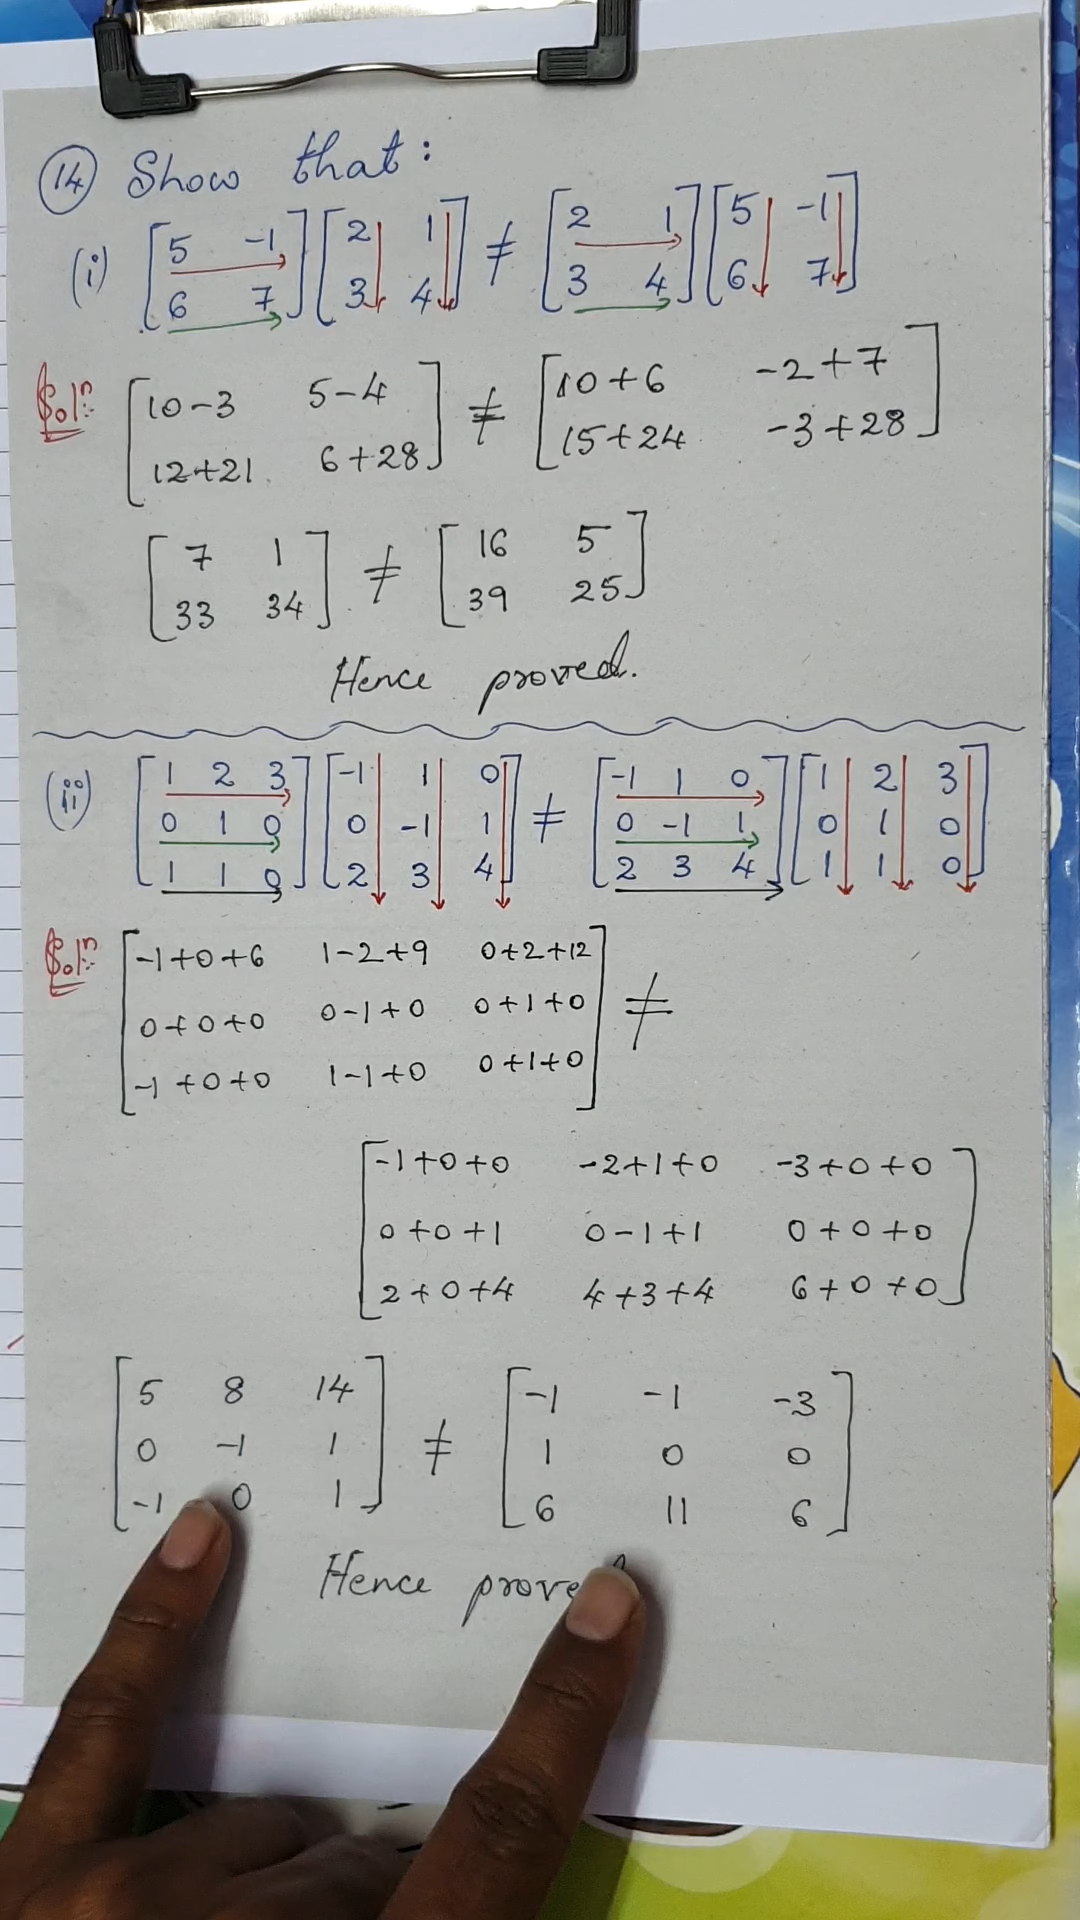 14 Show that :
(i) [5 -1 6 7] [2 1 3 4] ≠ [2 1 3 4] [5 -1 6 7]
Soln: [10-3 5-4 12+21 6+28] ≠ [10+6 -2+7 15+24 -3+28]
[7 1 33 34] ≠ [16 5 39 25]
Hence proved.
(ii) [1 2 3 0 1 0 1 1 0] [-1 1 0 0 -1 1 2 3 4] ≠ [-1 1 0 0 -1 1 2 3 4] [1 2 3 0 1 0 1 1 0]
Soln: [-1+0+6 1-2+9 0+2+12 0+0+0 0-1+0 0+1+0 -1+0+0 1-1+0 0+1+0] ≠
[-1+0+0 -2+1+0 -3+0+0 0+0+1 0-1+1 0+0+0 2+0+4 4+3+4 6+0+0]
[5 8 14 0 -1 1 -1 0 1] ≠ [-1 -1 -3 1 0 0 6 11 6]
Hence prove